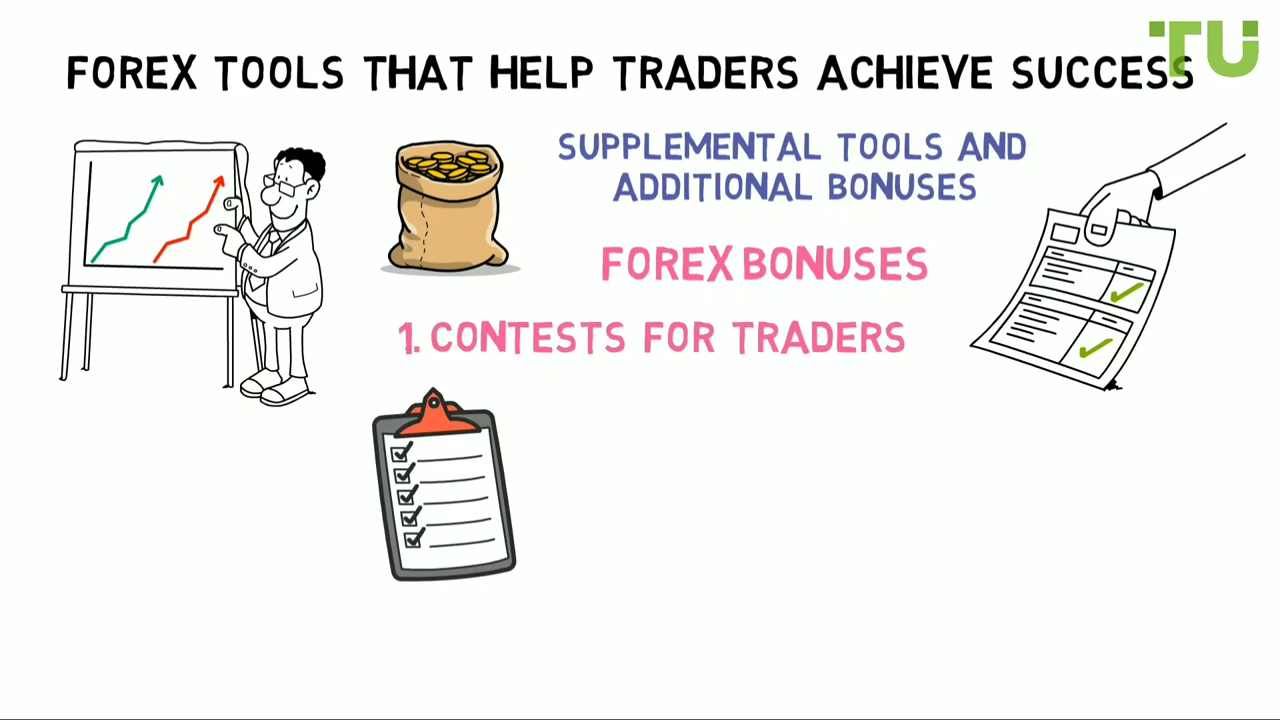 TU
FOREX TOOLS THAT HELP TRADERS ACHIEVE SUCCESS
SUPPLEMENTAL TOOLS AND
ADDITIONAL BONUSES
FOREX BONUSES
1. CONTESTS FOR TRADERS